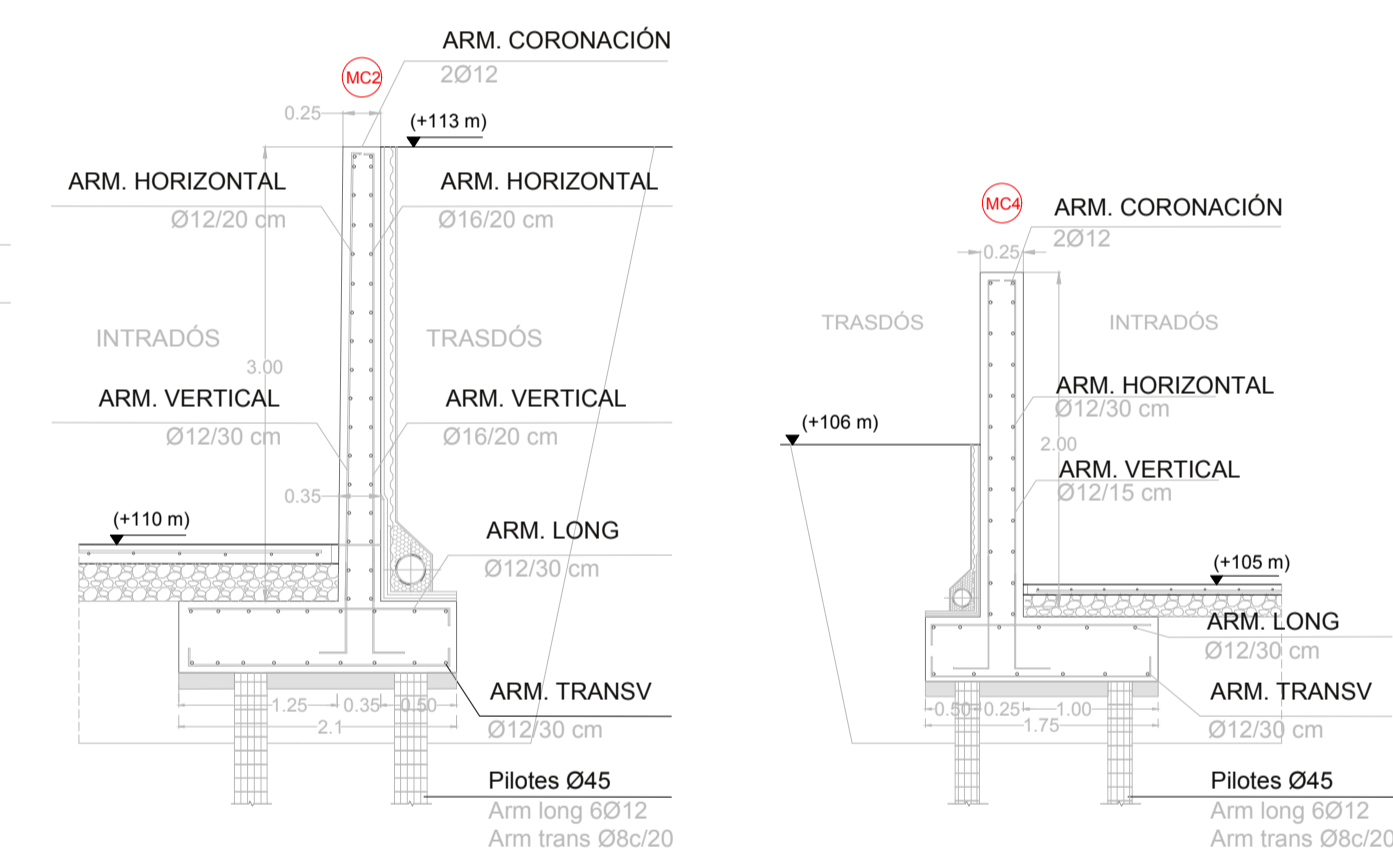 ARM. CORONACIÓN
2Ø12
MC2
0.25
(+113 m)
ARM. HORIZONTAL
Ø12/20 cm
ARM. HORIZONTAL
Ø16/20 cm
INTRADÓS
TRASDÓS
3.00
ARM. VERTICAL
Ø12/30 cm
ARM. VERTICAL
Ø16/20 cm
0.35
(+110 m)
ARM. LONG
Ø12/30 cm
ARM. TRANSV
Ø12/30 cm
1.25 0.35 0.50
2.1
Pilotes Ø45
Arm long 6Ø12
Arm trans Ø8c/20
MC4
ARM. CORONACIÓN
2Ø12
0.25
TRASDÓS
INTRADÓS
ARM. HORIZONTAL
Ø12/30 cm
(+106 m)
2.00
ARM. VERTICAL
Ø12/15 cm
(+105 m)
ARM. LONG
Ø12/30 cm
ARM. TRANSV
Ø12/30 cm
0.50 0.25 1.00
1.75
Pilotes Ø45
Arm long 6Ø12
Arm trans Ø8c/20